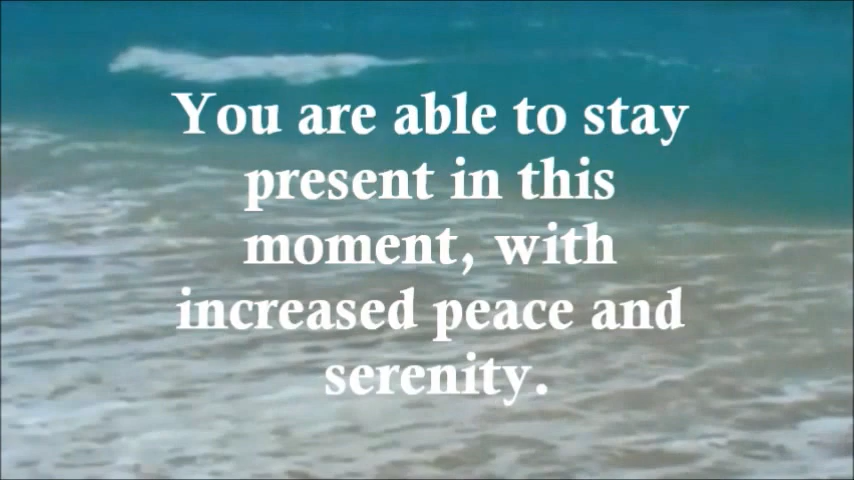 You are able to stay
present in this
moment, with
increased peace and
serenity.